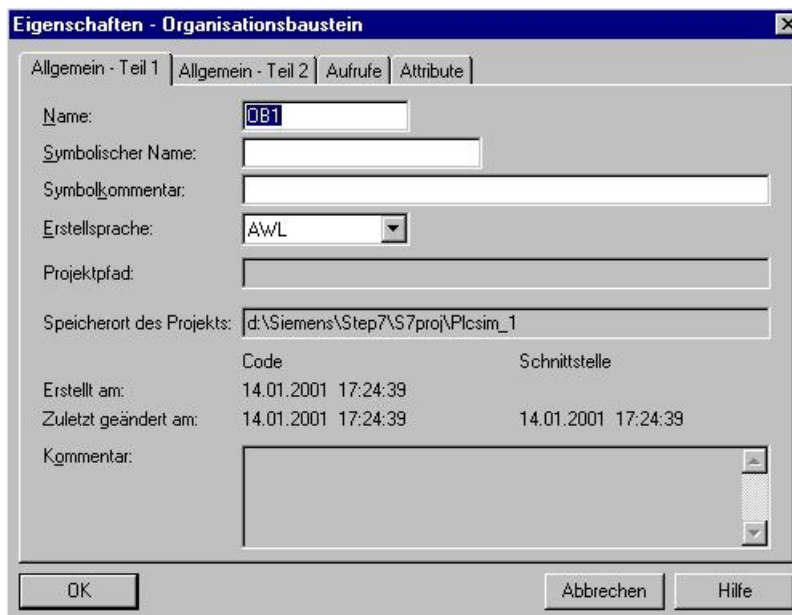 Eigenschaften - Organisationsbaustein
Allgemein - Teil 1 Allgemein - Teil 2 Aufrufe Attribute
Name: OB1
Symbolischer Name:
Symbolkommentar:
Erstellsprache: AWL
Projektpfad:
Speicherort des Projekts: d:\Siemens\Step7\S7proj\Plcsim_1
Code Schnittstelle
Erstellt am: 14.01.2001 17:24:39
Zuletzt geändert am: 14.01.2001 17:24:39 14.01.2001 17:24:39
Kommentar:
OK Abbrechen Hilfe